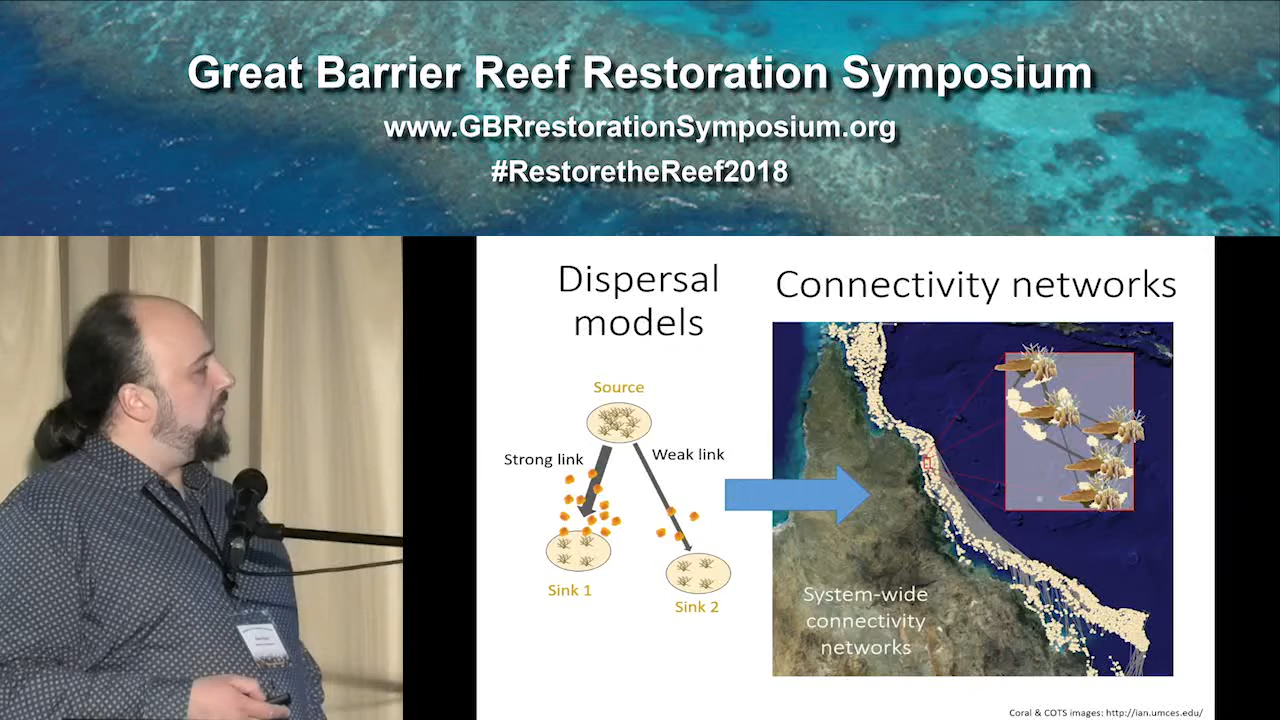 Great Barrier Reef Restoration Symposium
www.GBRrestorationSymposium.org
#RestoretheReef2018
Dispersal
models
Source
Strong link
Weak link
Sink 1
Sink 2
Connectivity networks
System-wide
connectivity
networks
Coral & COTS images: http://ian.umces.edu/